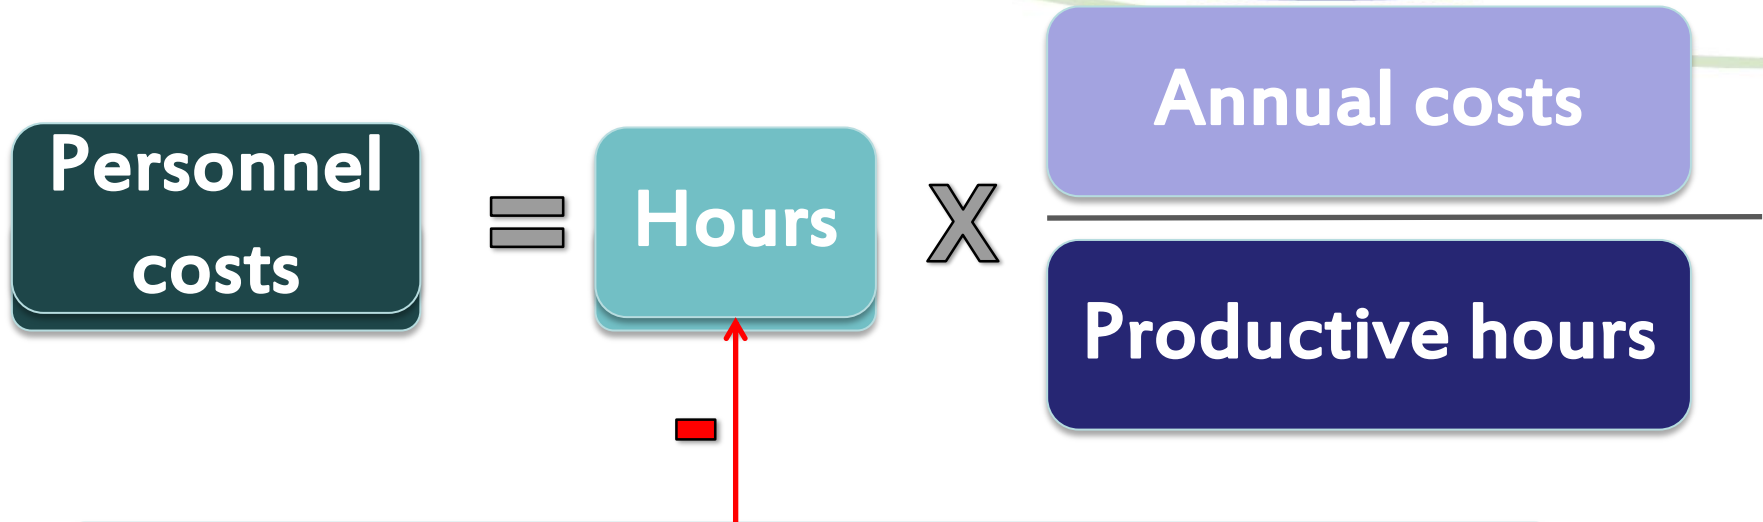 Personnel
costs
=
Hours
X
Annual costs
Productive hours
-